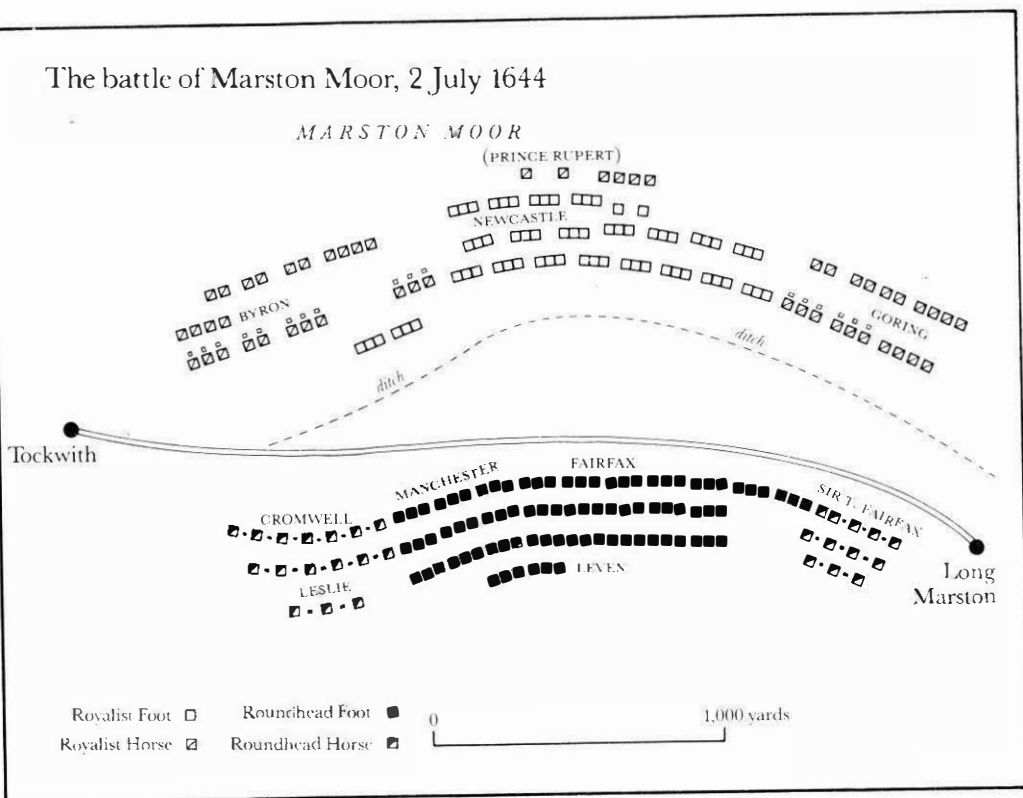 The battle of Marston Moor, 2 July 1644
MARSTON MOOR
(PRINCE RUPERT)
NEWCASTLE
BYRON
GORING
ditch
ditch
Tockwith
MANCHESTER
FAIRFAX
SIR T. FAIRFAX
CROMWELL
LESLIE
LEVEN
Long
Marston
Royalist Foot
Roundhead Foot
Royalist Horse
Roundhead Horse
0
1,000 yards